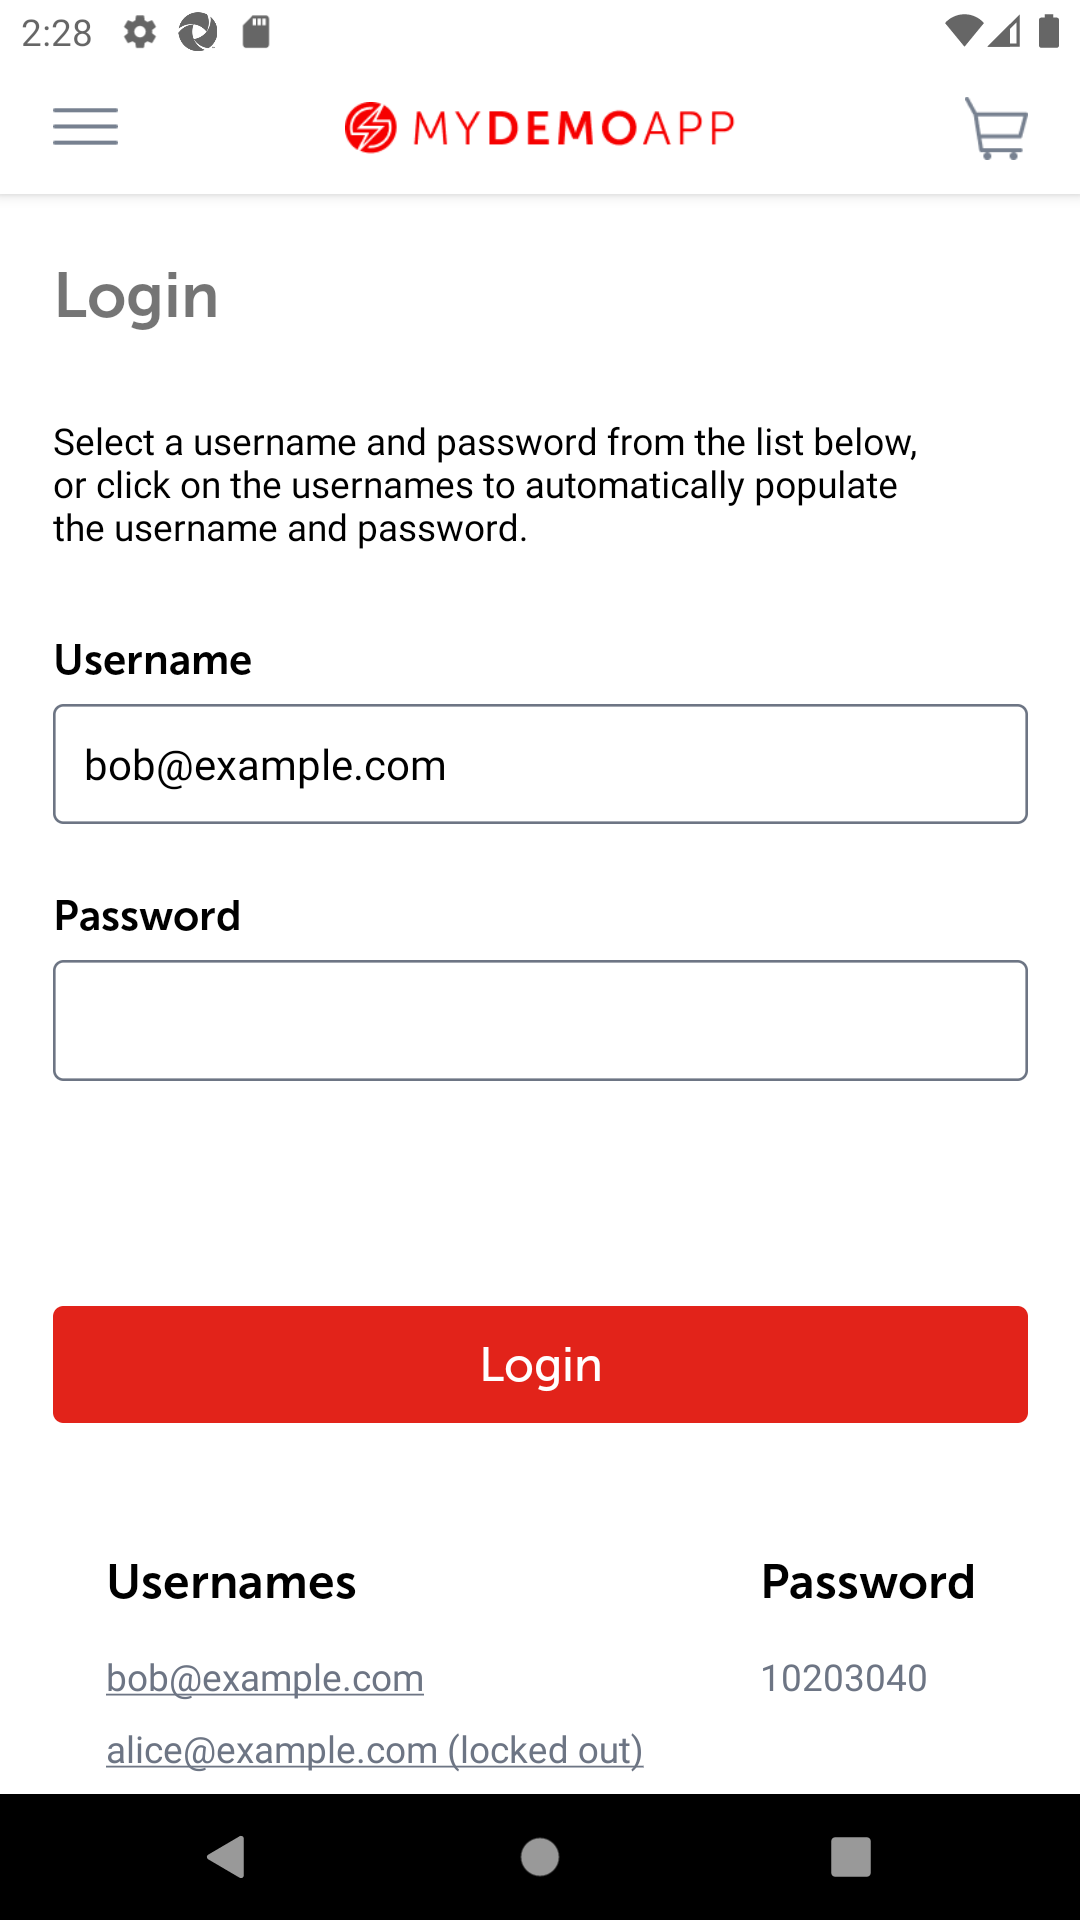 2:28
MYDEMOAPP
Login
Select a username and password from the list below,
or click on the usernames to automatically populate
the username and password.
Username
bob@example.com
Password
Login
Usernames Password
bob@example.com 10203040
alice@example.com (locked out)